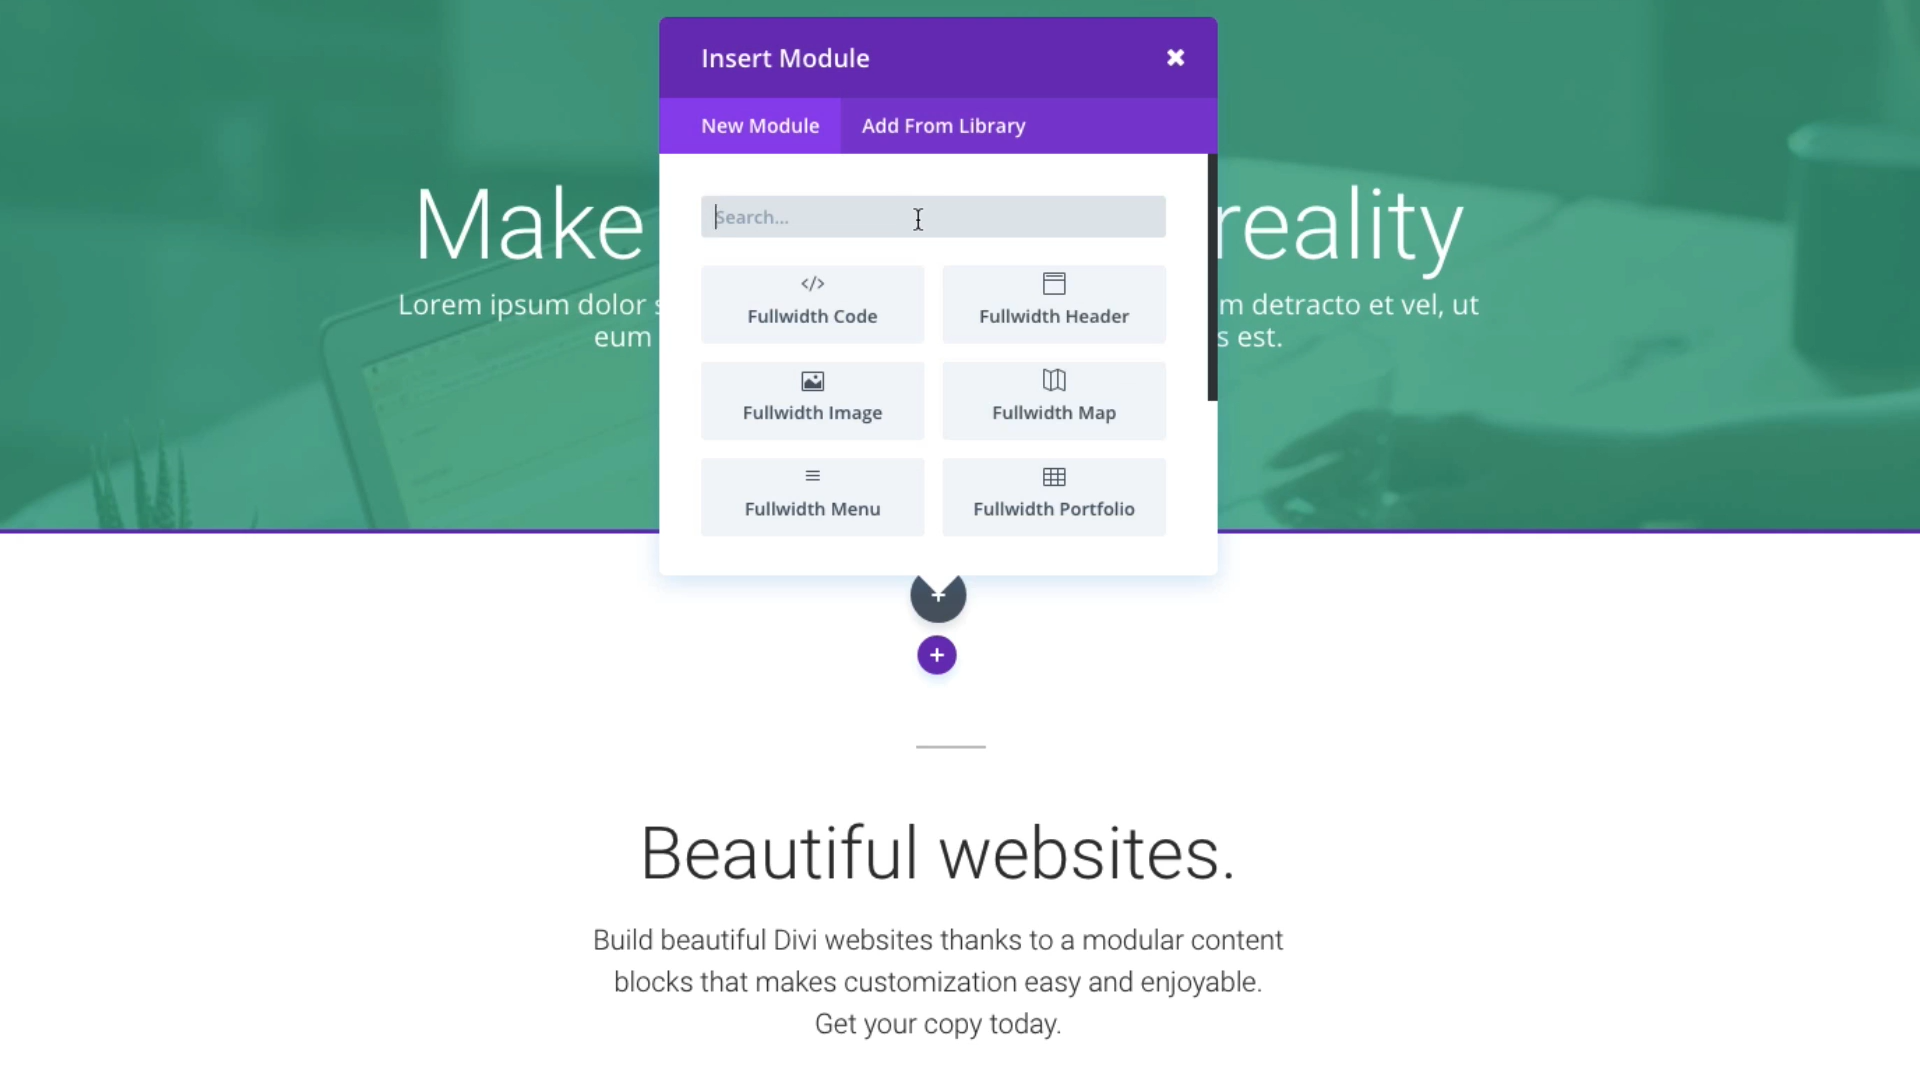 Insert Module
New Module Add From Library
Make reality
Search...
Lorem ipsum dolor m detracto et vel, ut
eum s est.
Fullwidth Code Fullwidth Header
Fullwidth Image Fullwidth Map
Fullwidth Menu Fullwidth Portfolio
Beautiful websites.
Build beautiful Divi websites thanks to a modular content
blocks that makes customization easy and enjoyable.
Get your copy today.